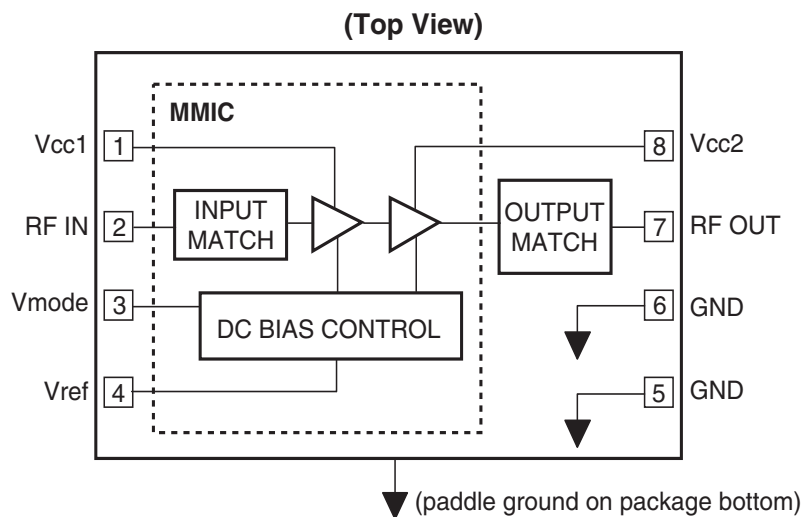 (Top View)
MMIC
Vcc1 1
8 Vcc2
RF IN 2
INPUT
MATCH
OUTPUT
MATCH
7 RF OUT
Vmode 3
DC BIAS CONTROL
6 GND
Vref 4
5 GND
(paddle ground on package bottom)